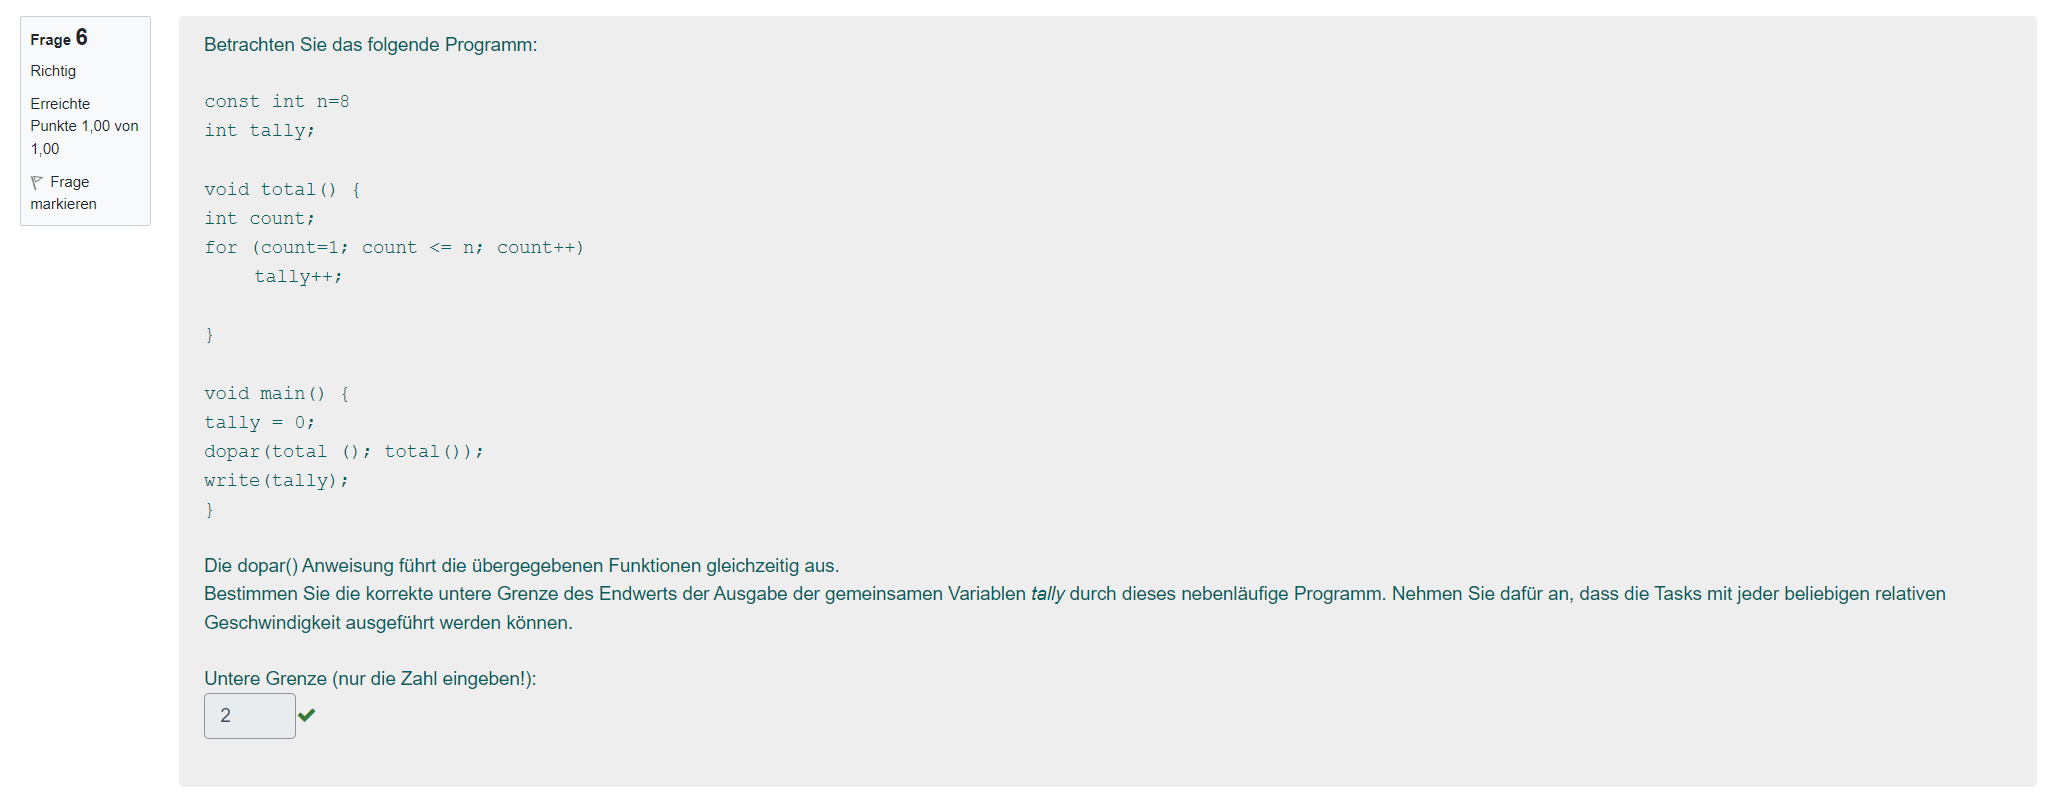 Frage 6
Richtig
Erreichte
Punkte 1,00 von
1,00
Frage
markieren
Betrachten Sie das folgende Programm:
const int n=8
int tally;
void total() {
int count;
for (count=1; count <= n; count++)
tally++;
}
void main() {
tally = 0;
dopar(total (); total());
write(tally);
}
Die dopar() Anweisung führt die übergegebenen Funktionen gleichzeitig aus.
Bestimmen Sie die korrekte untere Grenze des Endwerts der Ausgabe der gemeinsamen Variablen tally durch dieses nebenläufige Programm. Nehmen Sie dafür an, dass die Tasks mit jeder beliebigen relativen
Geschwindigkeit ausgeführt werden können.
Untere Grenze (nur die Zahl eingeben!):
2